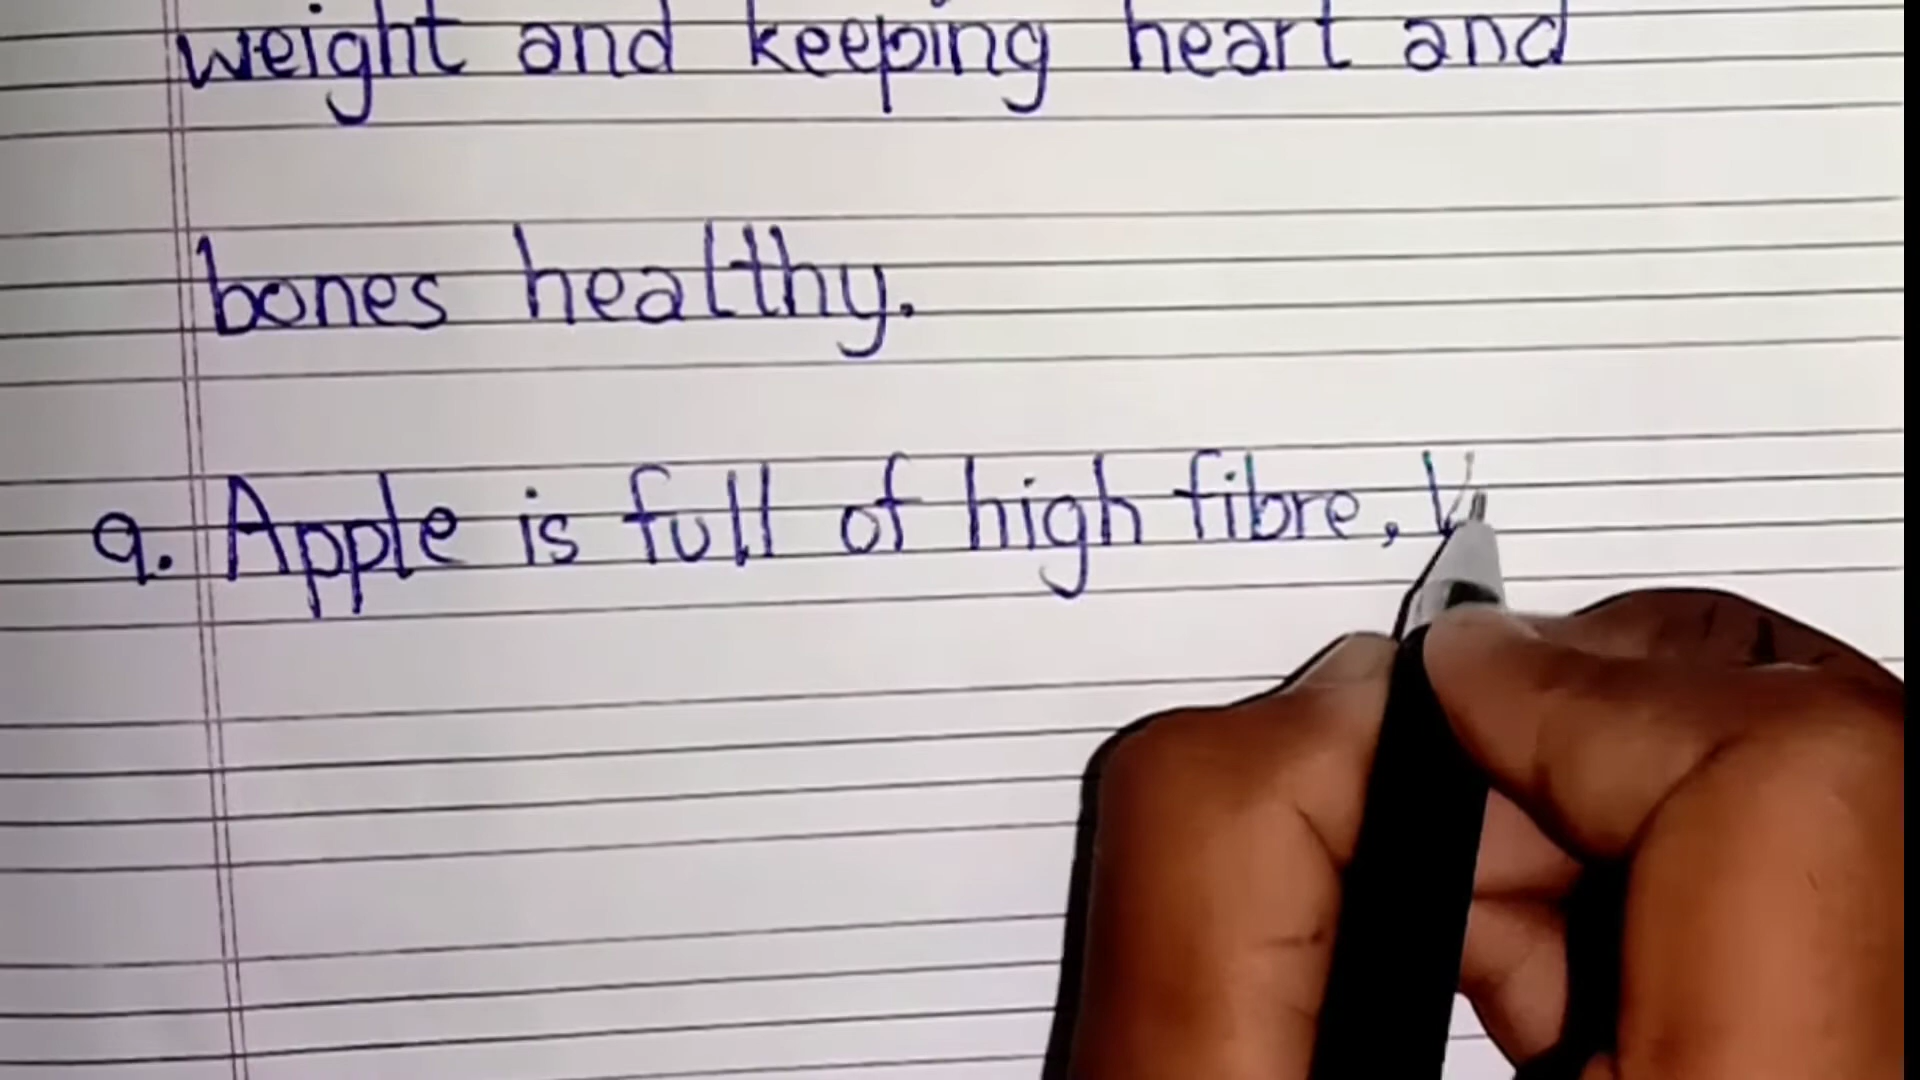 weight and keeping heart and
bones healthy.
9. Apple is full of high fibre, V